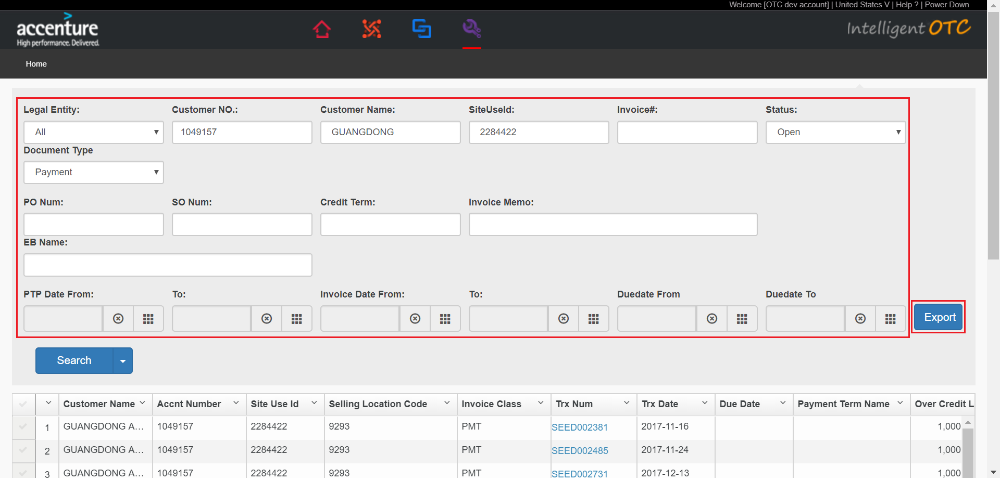 Welcome [OTC dev account] | United States V | Help ? | Power Down
accenture
High performance. Delivered.
Intelligent OTC
Home
Legal Entity: Customer NO.: Customer Name: SiteUseId: Invoice#: Status:
All 1049157 GUANGDONG 2284422 Open
Document Type
Payment
PO Num: SO Num: Credit Term: Invoice Memo:
EB Name:
PTP Date From: To: Invoice Date From: To: Duedate From Duedate To
Export
Search
Customer Name Accnt Number Site Use Id Selling Location Code Invoice Class Trx Num Trx Date Due Date Payment Term Name Over Credit L
1 GUANGDONG A... 1049157 2284422 9293 PMT SEED002381 2017-11-16 1,000
2 GUANGDONG A... 1049157 2284422 9293 PMT SEED002485 2017-11-24 1,000
3 GUANGDONG A... 1049157 2284422 9293 PMT SEED002731 2017-12-13 1,000